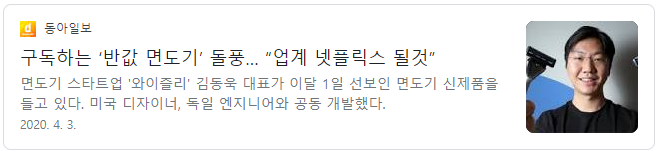 동아일보
구독하는 ‘반값 면도기’ 돌풍... “업계 넷플릭스 될것”
면도기 스타트업 '와이즐리' 김동욱 대표가 이달 1일 선보인 면도기 신제품을
들고 있다. 미국 디자이너, 독일 엔지니어와 공동 개발했다.
2020. 4. 3.